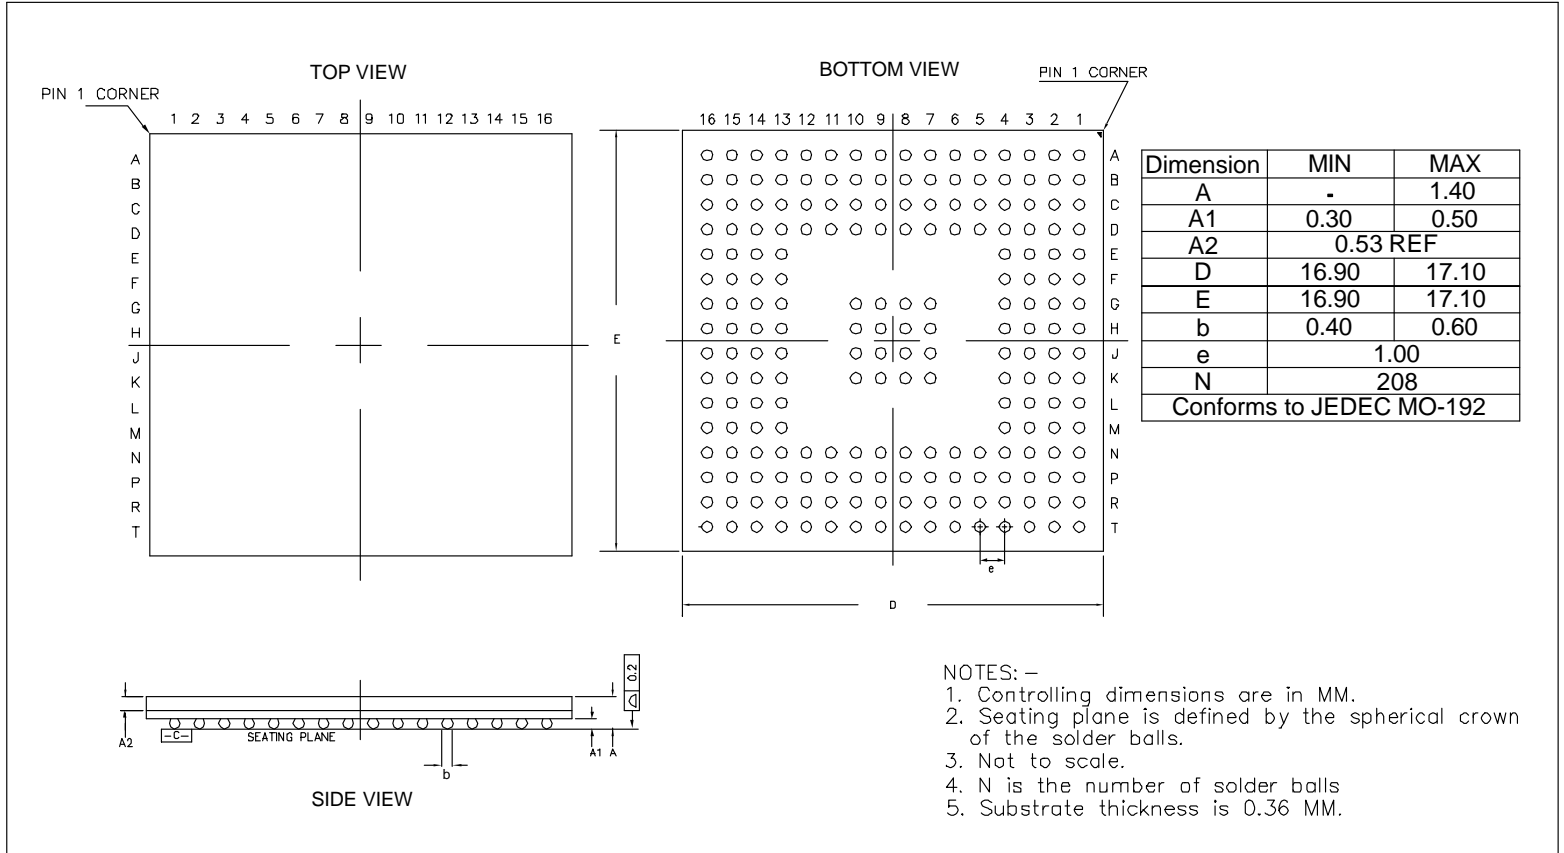 TOP VIEW
PIN 1 CORNER
1 2 3 4 5 6 7 8 9 10 11 12 13 14 15 16
A
B
C
D
E
F
G
H
J
K
L
M
N
P
R
T
BOTTOM VIEW
PIN 1 CORNER
16 15 14 13 12 11 10 9 8 7 6 5 4 3 2 1
A
B
C
D
E
F
G
H
J
K
L
M
N
P
R
T
E
e
D
Dimension MIN MAX
A - 1.40
A1 0.30 0.50
A2 0.53 REF
D 16.90 17.10
E 16.90 17.10
b 0.40 0.60
e 1.00
N 208
Conforms to JEDEC MO-192
0.2
A2
-C-
SEATING PLANE
b
A1 A
SIDE VIEW
NOTES: –
1. Controlling dimensions are in MM.
2. Seating plane is defined by the spherical crown
of the solder balls.
3. Not to scale.
4. N is the number of solder balls
5. Substrate thickness is 0.36 MM.